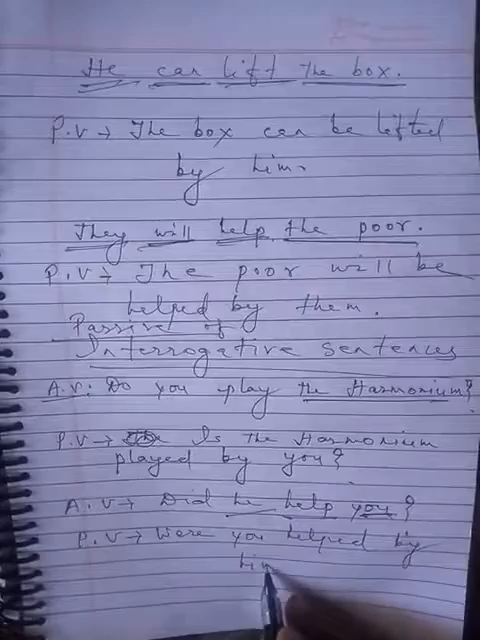 He can lift the box.
P.V → The box can be lifted
by him.
They will help the poor.
P.V → The poor will be
helped by them.
Passive of
Interrogative sentences
A.V: Do you play the Harmonium?
P.V → Is the Harmonium
played by you?
A.V → Did he help you?
P.V → Were you helped by
him